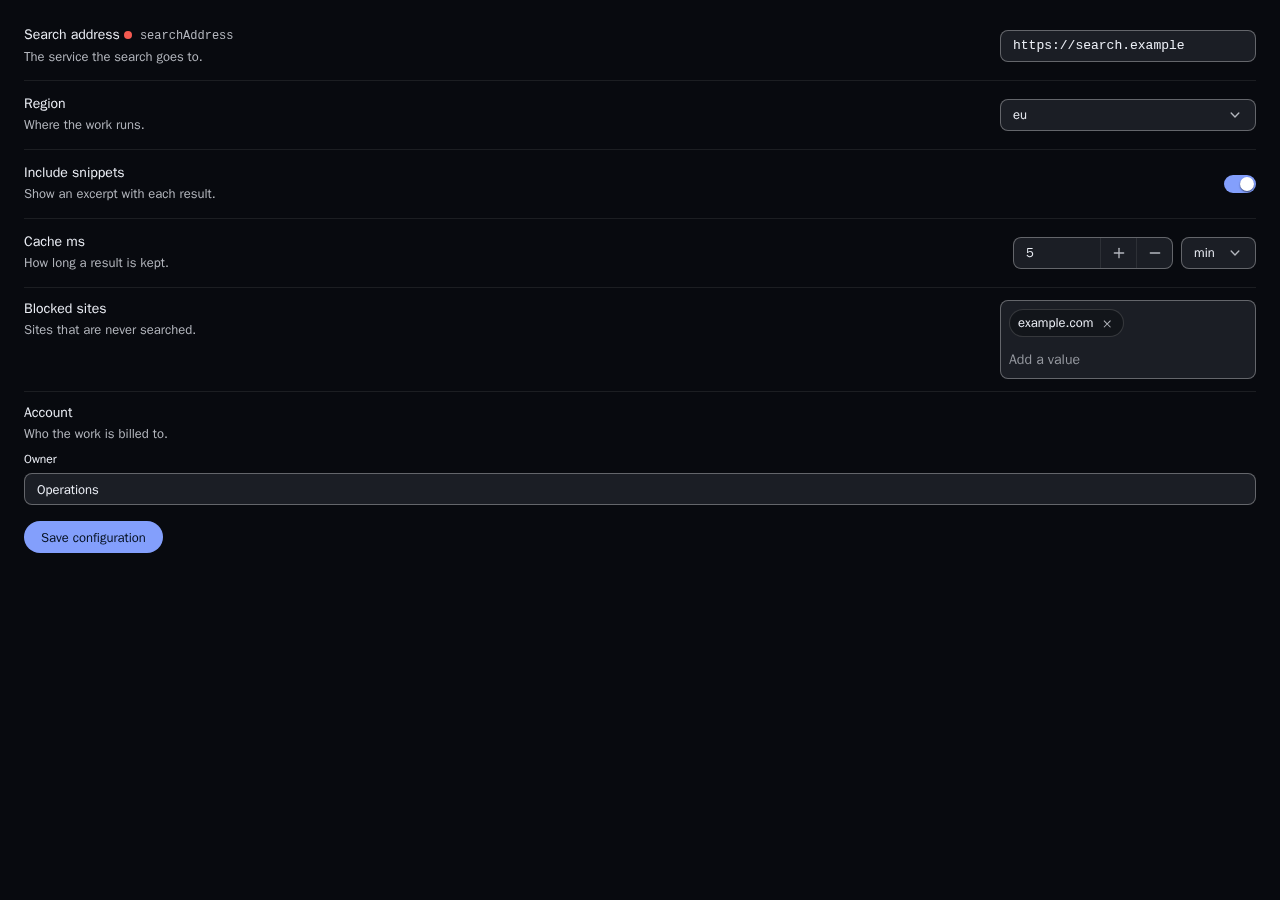 Search address searchAddress
The service the search goes to.
https://search.example
Region
Where the work runs.
eu
Include snippets
Show an excerpt with each result.
Cache ms
How long a result is kept.
5
min
Blocked sites
Sites that are never searched.
example.com
Add a value
Account
Who the work is billed to.
Owner
Operations
Save configuration